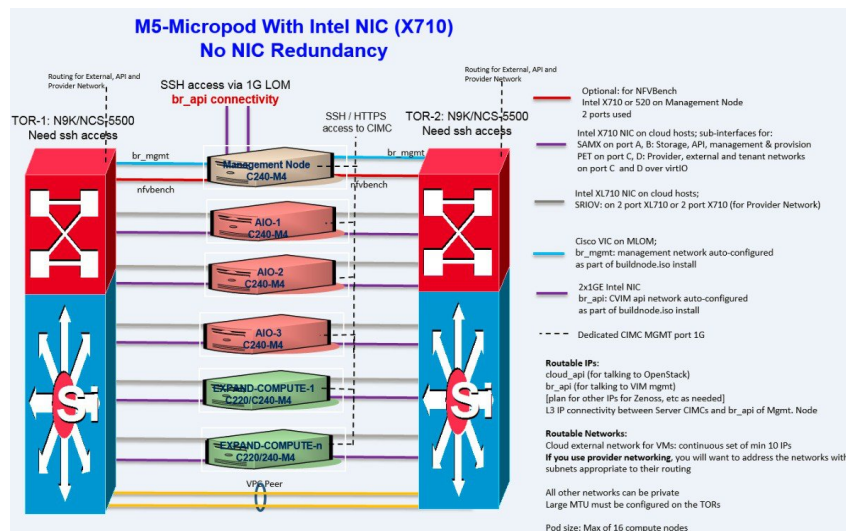 M5-Micropod With Intel NIC (X710)
No NIC Redundancy
Routing for External, API and
Provider Network
SSH access via 1G LOM
br_api connectivity
SSH / HTTPS
access to CIMC
Routing for External, API and
Provider Network
TOR-1: N9K/NCS-5500
Need ssh access
TOR-2: N9K/NCS-5500
Need ssh access
br_mgmt
Management Node
C240-M4
br_mgmt
nfvbench
nfvbench
AIO-1
C240-M4
AIO-2
C240-M4
AIO-3
C240-M4
EXPAND-COMPUTE-1
C220/C240-M4
EXPAND-COMPUTE-n
C220/240-M4
Si
Si
VPC Peer
Optional: for NFVBench
Intel X710 or 520 on Management Node
2 ports used
Intel X710 NIC on cloud hosts; sub-interfaces for:
SAMX on port A, B: Storage, API, management & provision
PET on port C, D: Provider, external and tenant networks
on port C and D over virtIO
Intel XL710 NIC on cloud hosts;
SRIOV: on 2 port XL710 or 2 port X710 (for Provider Network)
Cisco VIC on MLOM;
br_mgmt: management network auto-configured
as part of buildnode.iso install
2x1GE Intel NIC
br_api: CVIM api network auto-configured
as part of buildnode.iso install
Dedicated CIMC MGMT port 1G
Routable IPs:
cloud_api (for talking to OpenStack)
br_api (for talking to VIM mgmt)
[plan for other IPs for Zenoss, etc as needed]
L3 IP connectivity between Server CIMCs and br_api of Mgmt. Node
Routable Networks:
Cloud external network for VMs: continuous set of min 10 IPs
If you use provider networking, you will want to address the networks with
subnets appropriate to their routing
All other networks can be private
Large MTU must be configured on the TORs
Pod size: Max of 16 compute nodes